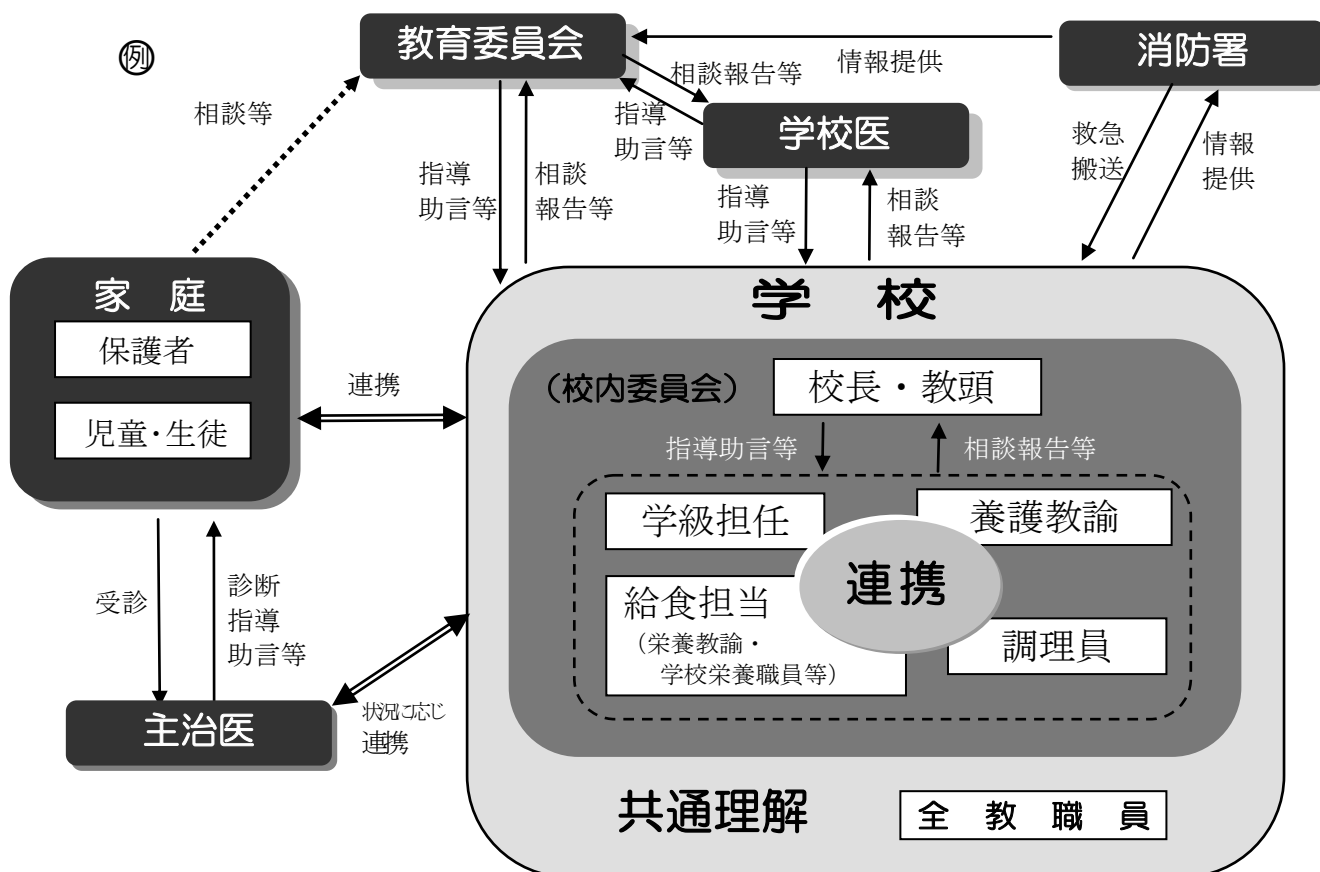 例
教育委員会
消防署
情報提供
相談報告等
相談等
指導
助言等
学校医
救急
搬送
情報
提供
指導
助言等
相談
報告等
指導
助言等
相談
報告等
家 庭
保護者
児童・生徒
連携
学 校
(校内委員会)
校長・教頭
指導助言等
相談報告等
学級担任
養護教諭
連携
給食担当
(栄養教諭・
学校栄養職員等)
調理員
受診
診断
指導
助言等
主治医
状況に応じ
連携
共通理解
全 教 職 員